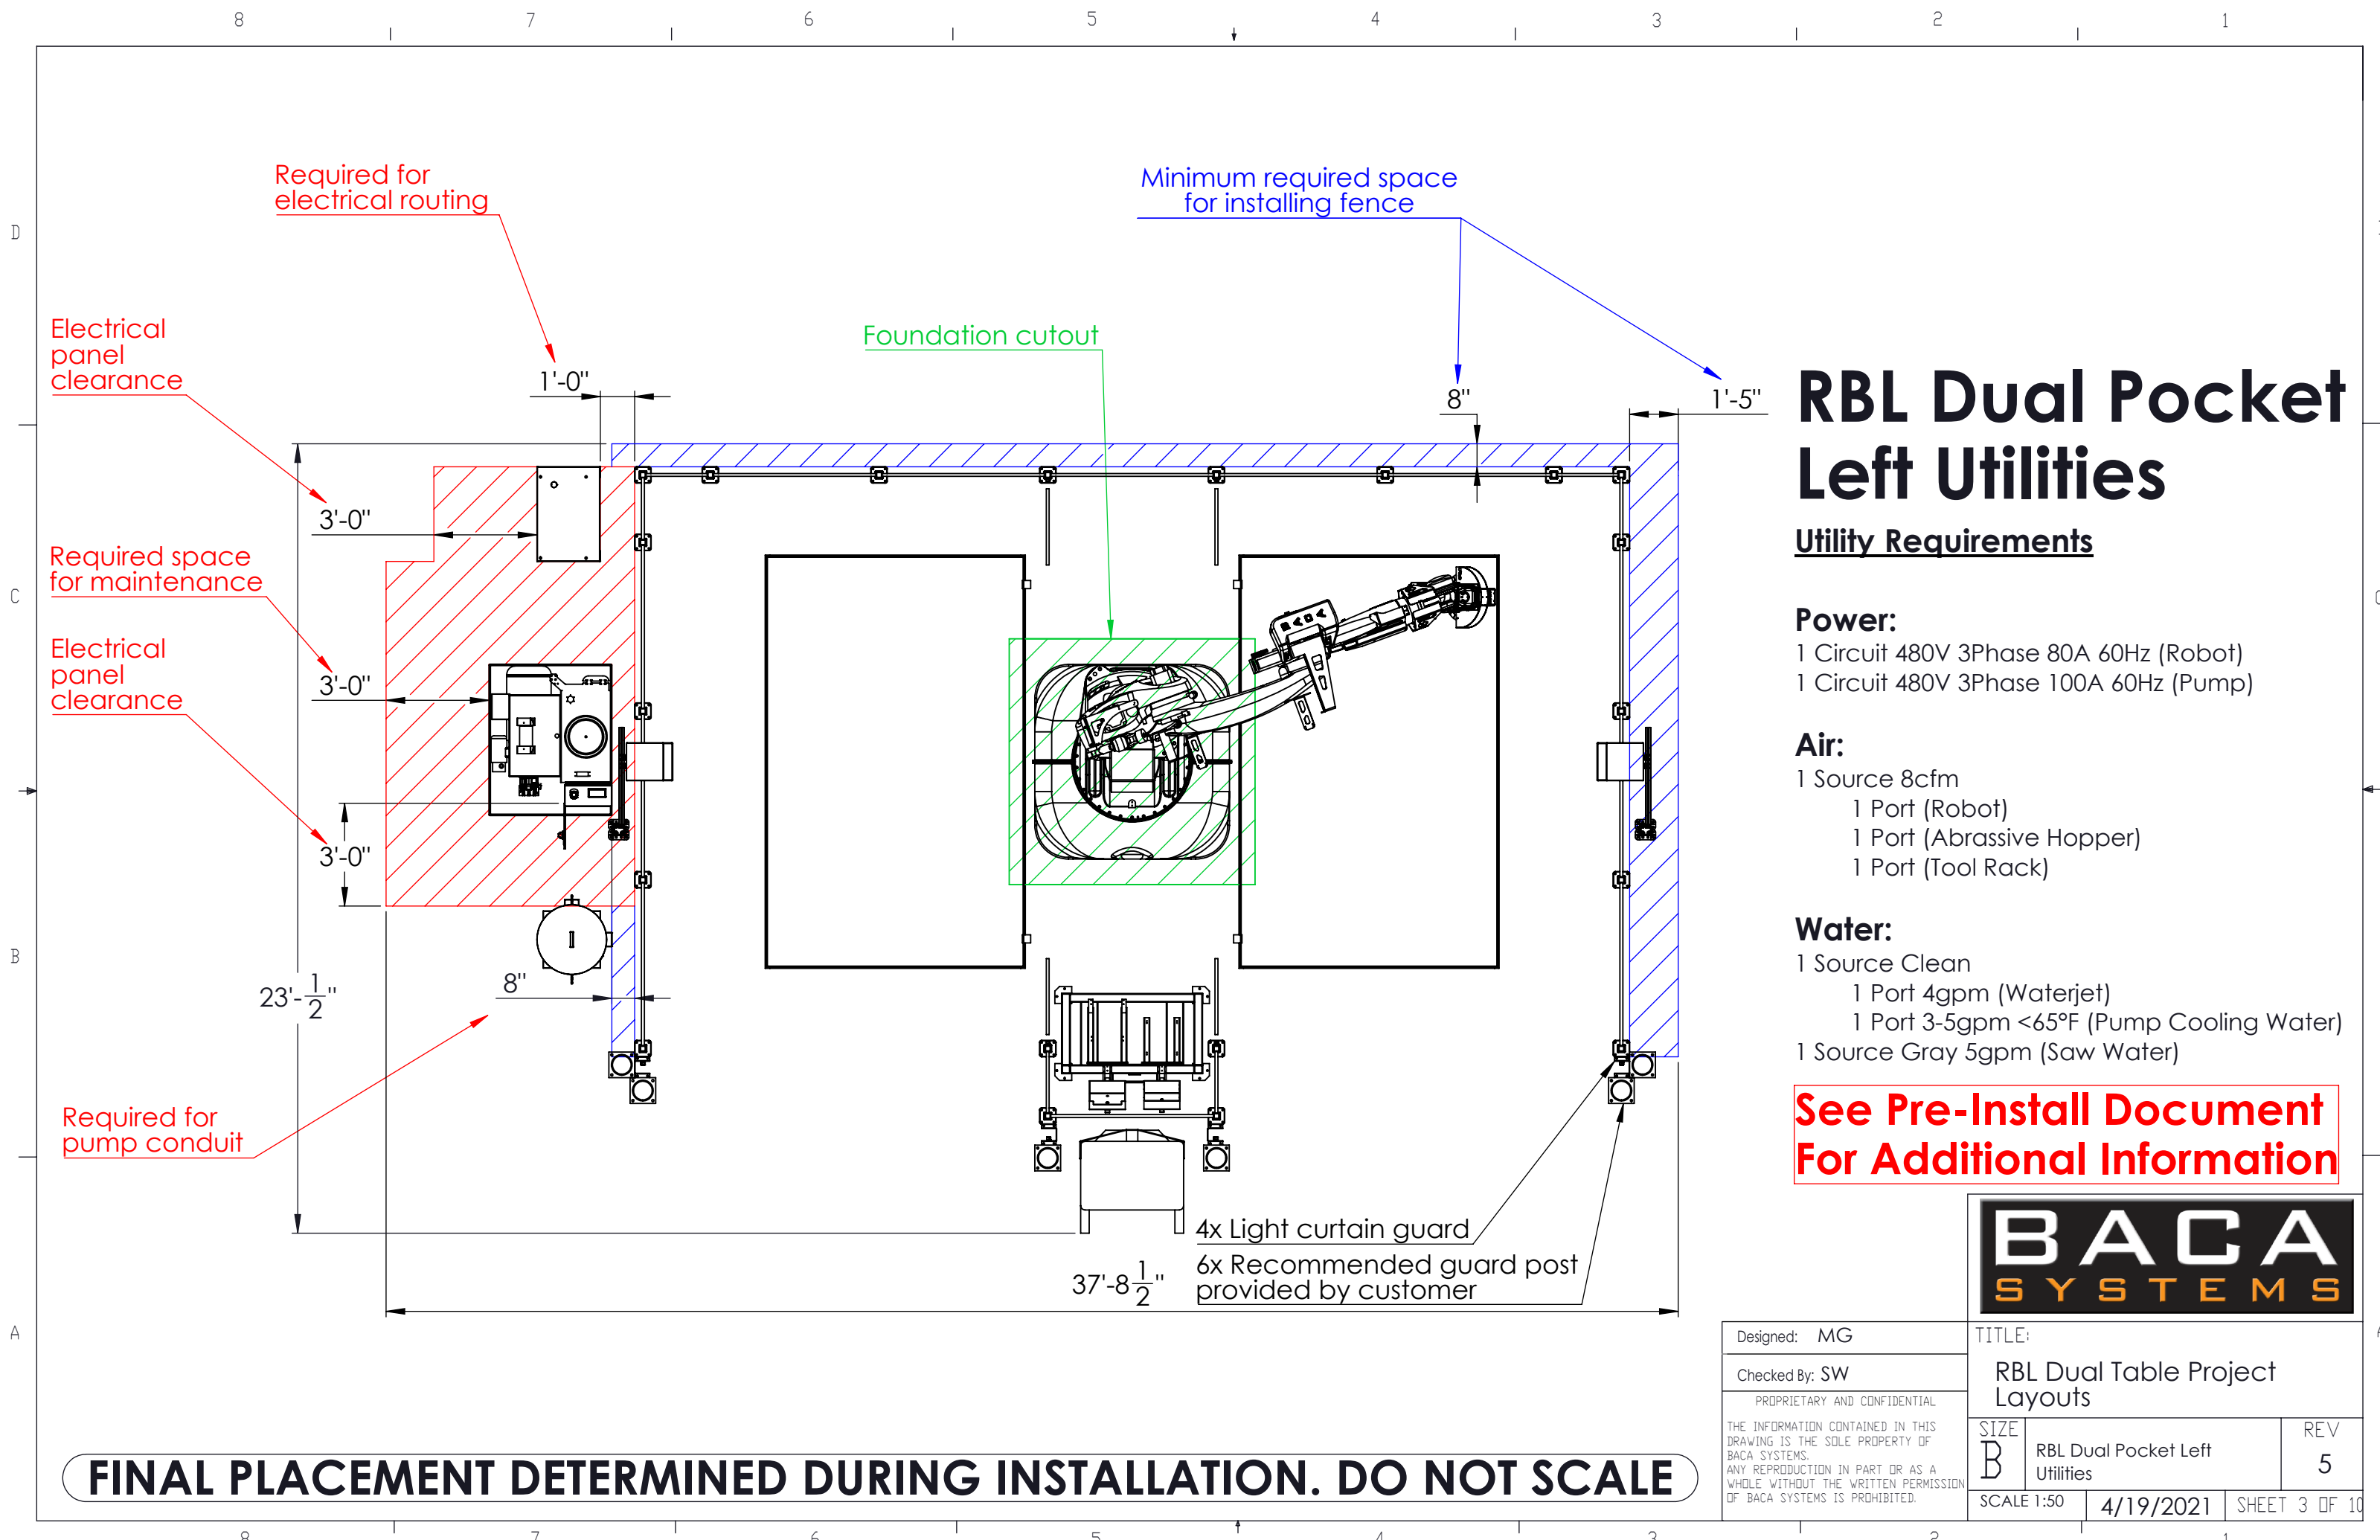 8 7 6 5 4 3 2 1
D
C
B
A
Required for
electrical routing
Minimum required space
for installing fence
Electrical
panel
clearance
Foundation cutout
1'-0"
8"
1'-5"
3'-0"
Required space
for maintenance
Electrical
panel
clearance
3'-0"
3'-0"
BACA
8"
23'-1/2"
Required for
pump conduit
4x Light curtain guard
6x Recommended guard post
provided by customer
37'-8 1/2"
RBL Dual Pocket
Left Utilities
Utility Requirements
Power:
1 Circuit 480V 3Phase 80A 60Hz (Robot)
1 Circuit 480V 3Phase 100A 60Hz (Pump)
Air:
1 Source 8cfm
1 Port (Robot)
1 Port (Abrassive Hopper)
1 Port (Tool Rack)
Water:
1 Source Clean
1 Port 4gpm (Waterjet)
1 Port 3-5gpm <65°F (Pump Cooling Water)
1 Source Gray 5gpm (Saw Water)
See Pre-Install Document
For Additional Information
BACA
SYSTEMS
Designed: MG
Checked By: SW
PROPRIETARY AND CONFIDENTIAL
THE INFORMATION CONTAINED IN THIS
DRAWING IS THE SOLE PROPERTY OF
BACA SYSTEMS.
ANY REPRODUCTION IN PART OR AS A
WHOLE WITHOUT THE WRITTEN PERMISSION
OF BACA SYSTEMS IS PROHIBITED.
TITLE:
RBL Dual Table Project
Layouts
SIZE
B
RBL Dual Pocket Left
Utilities
REV
5
SCALE 1:50
4/19/2021
SHEET 3 OF 10
FINAL PLACEMENT DETERMINED DURING INSTALLATION. DO NOT SCALE
8 7 6 5 4 3 2 1